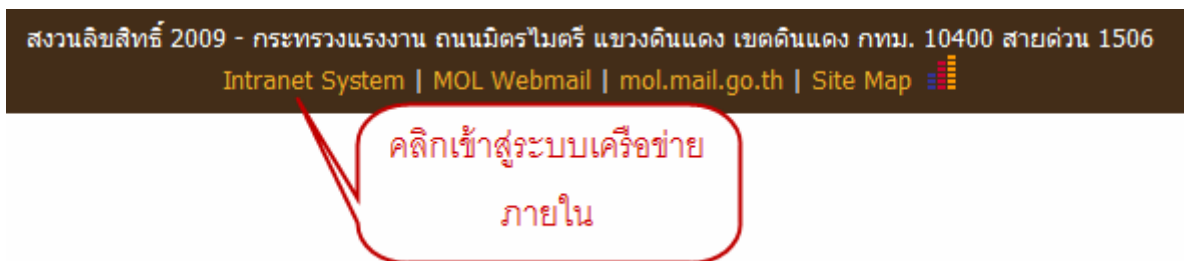 สงวนลิขสิทธิ์ 2009 - กระทรวงแรงงาน ถนนมิตรไมตรี แขวงดินแดง เขตดินแดง กทม. 10400 สายด่วน 1506
Intranet System | MOL Webmail | mol.mail.go.th | Site Map
คลิกเข้าสู่ระบบเครือข่าย
ภายใน